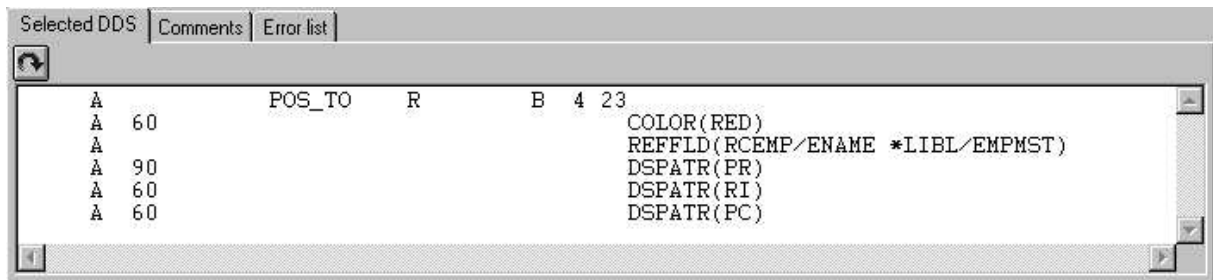 Selected DDS Comments Error list
A POS_TO R B 4 23
A 60 COLOR(RED)
A REFFLD(RCEMP/ENAME *LIBL/EMPMST)
A 90 DSPATR(PR)
A 60 DSPATR(RI)
A 60 DSPATR(PC)